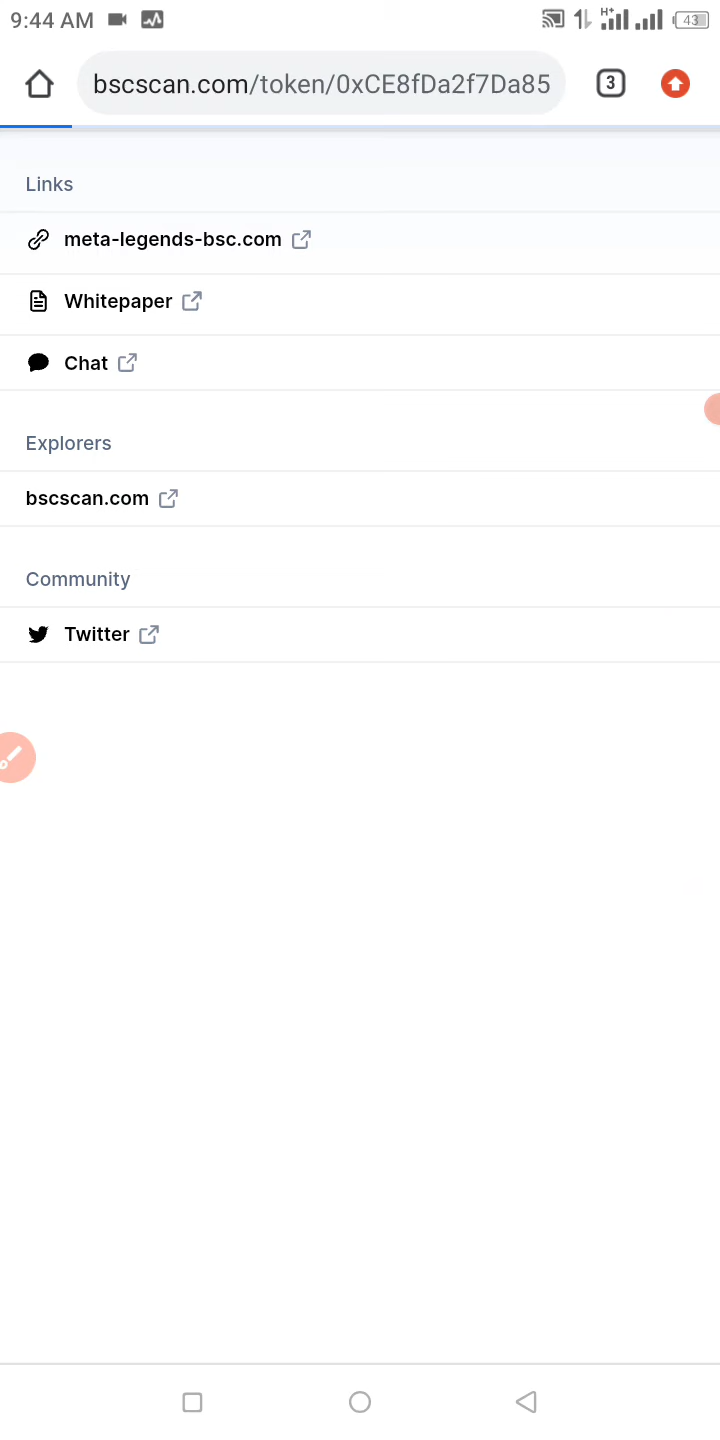 9:44 AM
H+
43
bscscan.com/token/0xCE8fDa2f7Da85
3
Links
meta-legends-bsc.com
Whitepaper
Chat
Explorers
bscscan.com
Community
Twitter